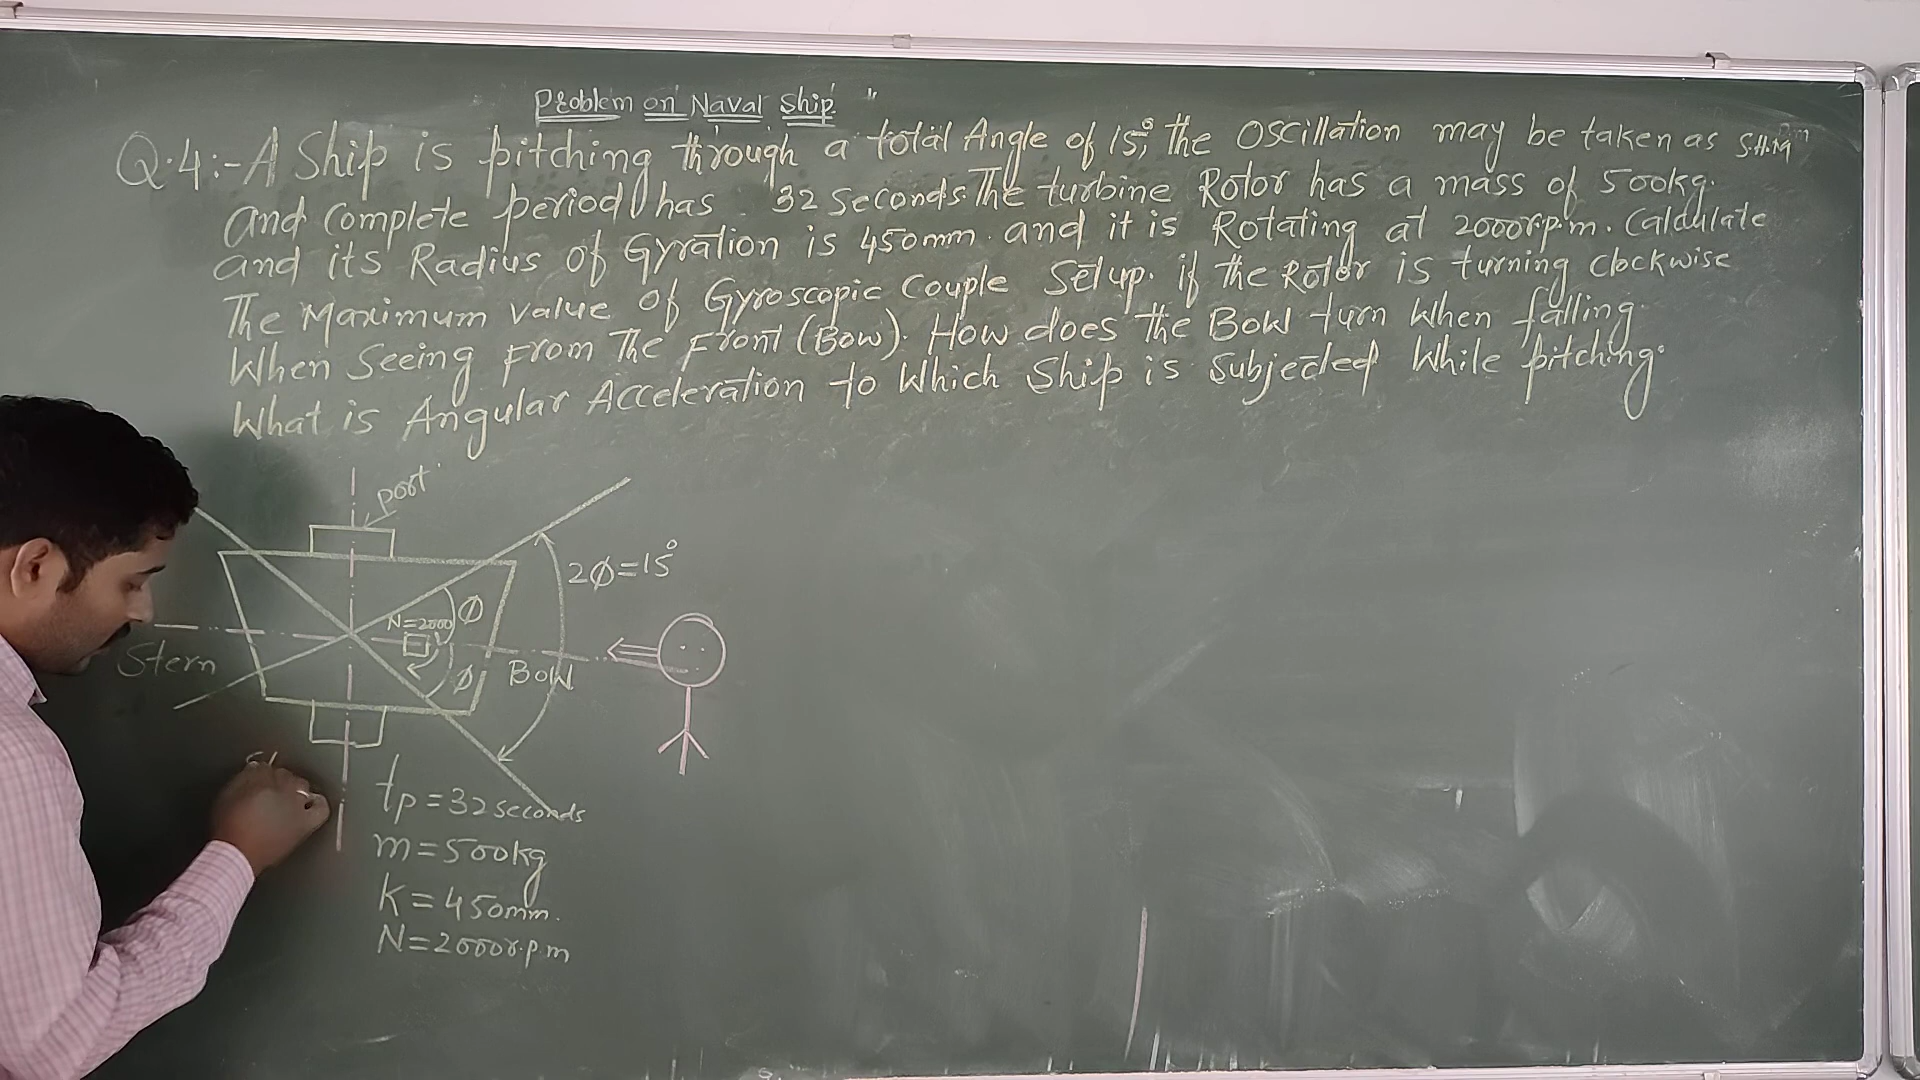 Problem on Naval Ship "
Q.4:- A Ship is pitching through a total Angle of 15°, the Oscillation may be taken as S.H.M
and Complete period has 32 Seconds. The turbine Rotor has a mass of 500kg.
and its Radius of Gyration is 450mm. and it is Rotating at 2000r.p.m. Calculate
The Maximum value of Gyroscopic Couple Set up. if the Rotor is turning clockwise
When Seeing From The Front (Bow). How does the Bow turn When falling.
What is Angular Acceleration to Which Ship is Subjected While pitching.
port
2Ø=15°
N=2000
Ø
Stern
Ø
Bow
tp=32seconds
m=500kg
K=450mm.
N=2000r.p.m